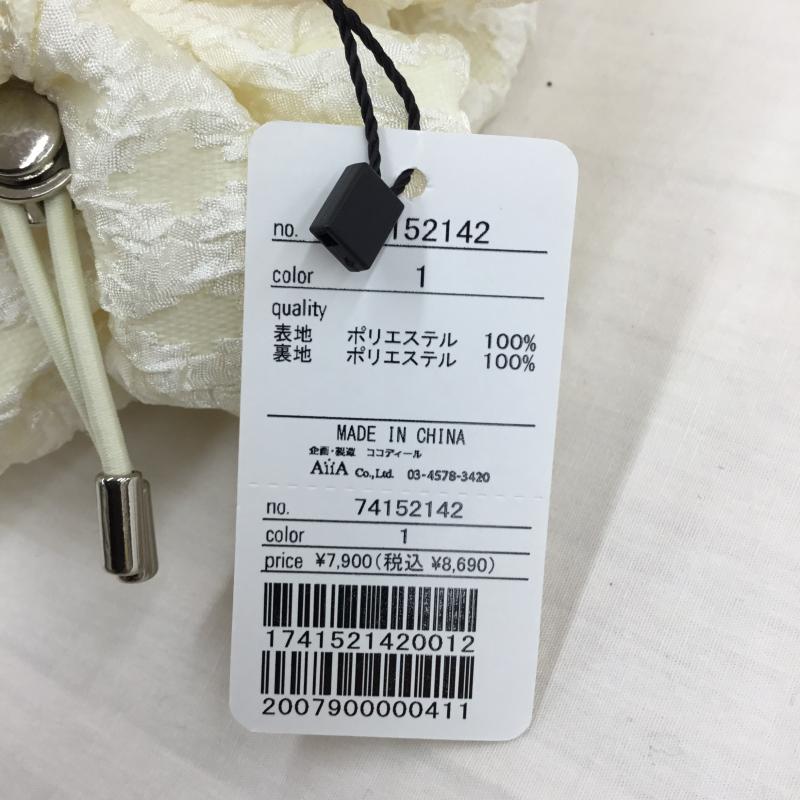 no. 152142
color 1
quality
表地 ポリエステル 100%
裏地 ポリエステル 100%
MADE IN CHINA
企画・製造 ココディール
AiiA Co.,Ltd. 03-4578-3420
no. 74152142
color 1
price ¥7,900(税込 ¥8,690)
1741521420012
2007900000411